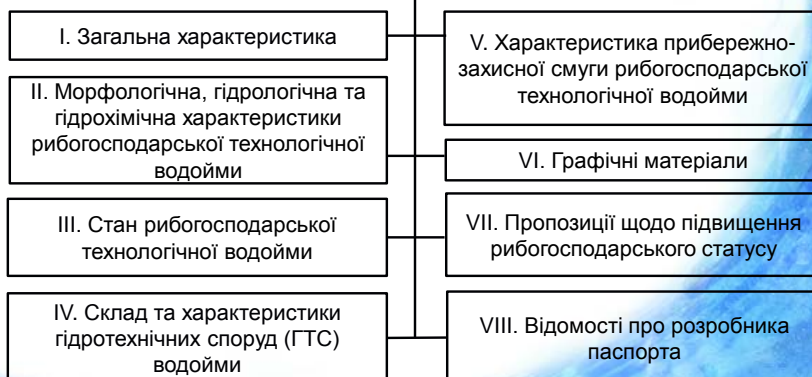 I. Загальна характеристика
II. Морфологічна, гідрологічна та
гідрохімічна характеристики
рибогосподарської технологічної
водойми
III. Стан рибогосподарської
технологічної водойми
IV. Склад та характеристики
гідротехнічних споруд (ГТС)
водойми
V. Характеристика прибережно-
захисної смуги рибогосподарської
технологічної водойми
VI. Графічні матеріали
VII. Пропозиції щодо підвищення
рибогосподарського статусу
VIII. Відомості про розробника
паспорта